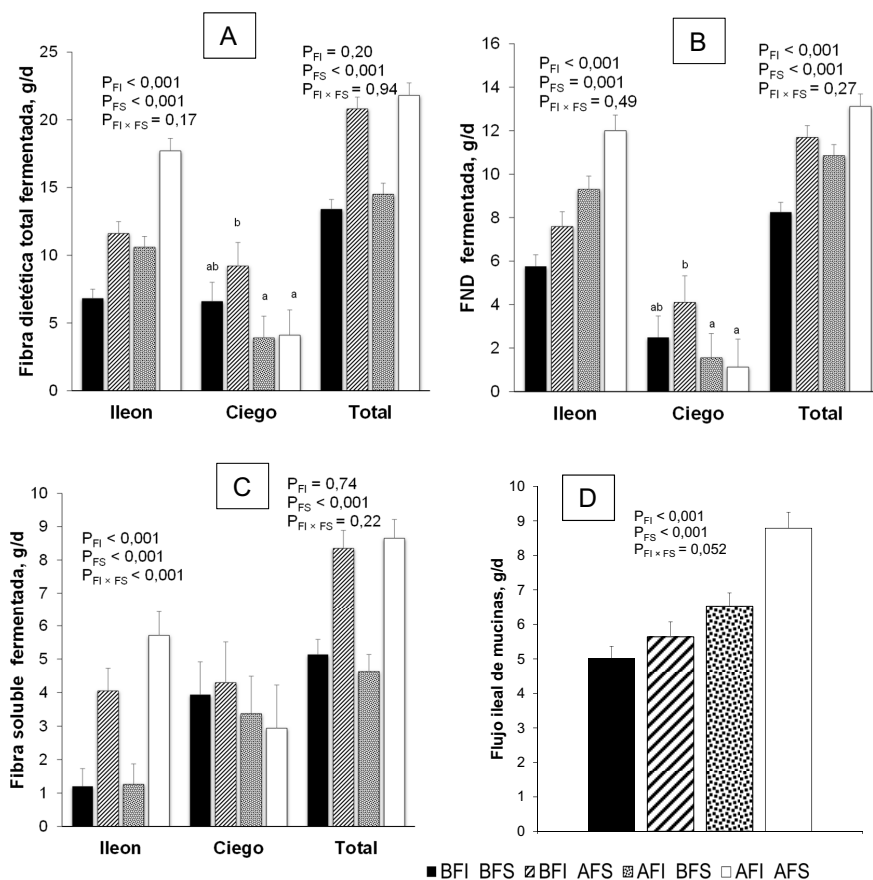 A
Fibra dietética total fermentada, g/d
25
20
15
10
5
0
P_FI < 0,001
P_FS < 0,001
P_FI × FS = 0,17
P_FI = 0,20
P_FS < 0,001
P_FI × FS = 0,94
ab
b
a
a
Ileon Ciego Total
B
FND fermentada, g/d
16
14
12
10
8
6
4
2
0
P_FI < 0,001
P_FS = 0,001
P_FI × FS = 0,49
P_FI < 0,001
P_FS < 0,001
P_FI × FS = 0,27
ab
b
a
a
Ileon Ciego Total
C
Fibra soluble fermentada, g/d
10
9
8
7
6
5
4
3
2
1
0
P_FI < 0,001
P_FS < 0,001
P_FI × FS < 0,001
P_FI = 0,74
P_FS < 0,001
P_FI × FS = 0,22
Ileon Ciego Total
D
Flujo ileal de mucinas, g/d
10
9
8
7
6
5
4
3
2
1
0
P_FI < 0,001
P_FS < 0,001
P_FI × FS = 0,052
BFI BFS BFI AFS AFI BFS AFI AFS